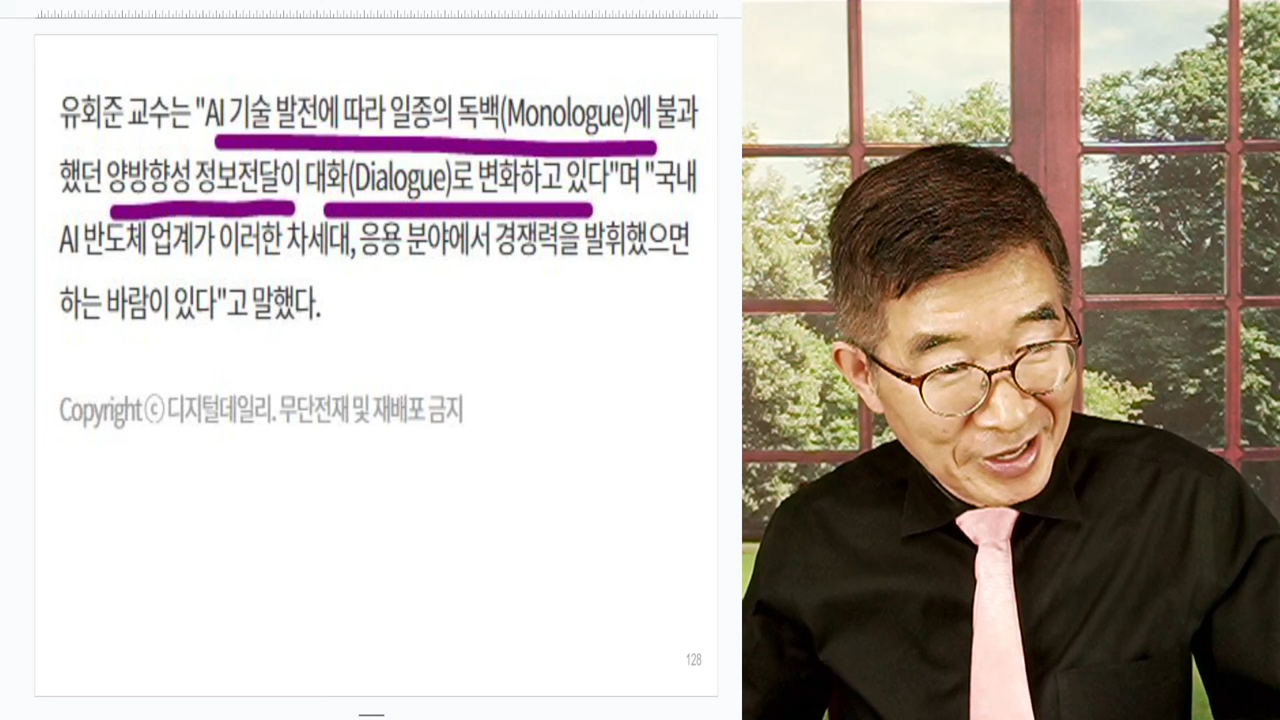 유회준 교수는 "AI 기술 발전에 따라 일종의 독백(Monologue)에 불과
했던 양방향성 정보전달이 대화(Dialogue)로 변화하고 있다"며 "국내
AI 반도체 업계가 이러한 차세대, 응용 분야에서 경쟁력을 발휘했으면
하는 바람이 있다"고 말했다.
Copyright ⓒ 디지털데일리. 무단전재 및 재배포 금지
128